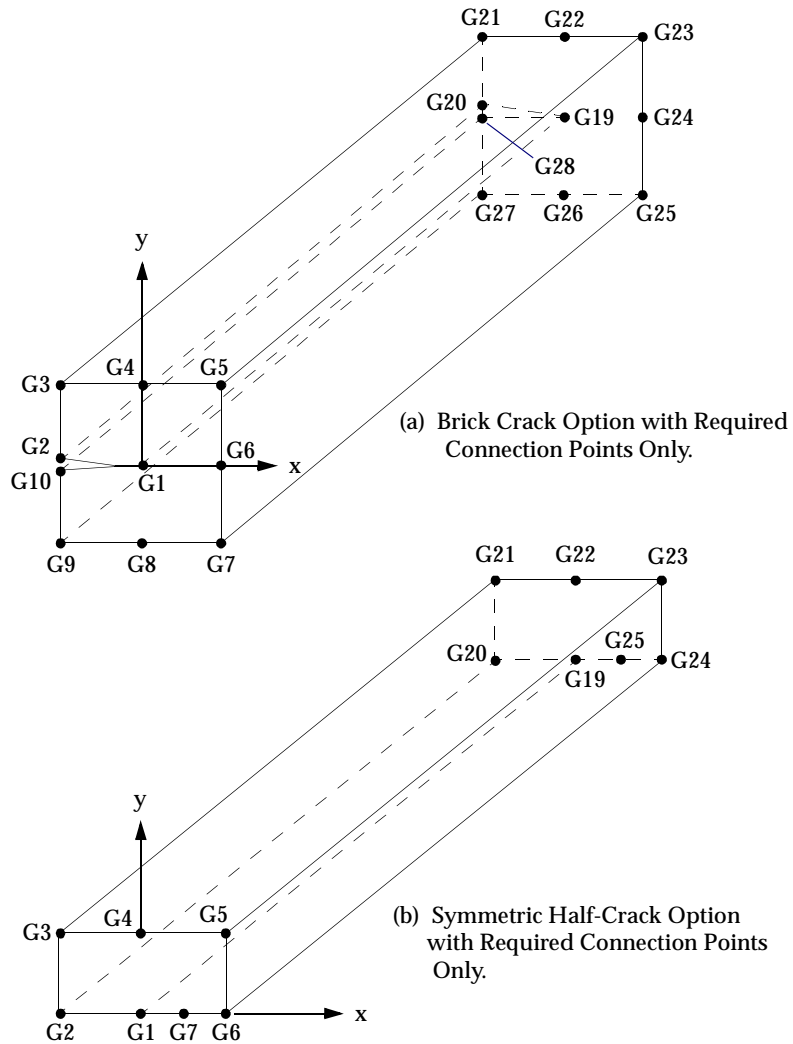 G21
G22
G23
G20
G19
G24
G28
G27
G26
G25
y
G3
G4
G5
G2
G6
x
G10
G1
G9
G8
G7
(a) Brick Crack Option with Required
Connection Points Only.
G21
G22
G23
G20
G25
G24
G19
y
G3
G4
G5
x
G2
G1
G7
G6
(b) Symmetric Half-Crack Option
with Required Connection Points
Only.